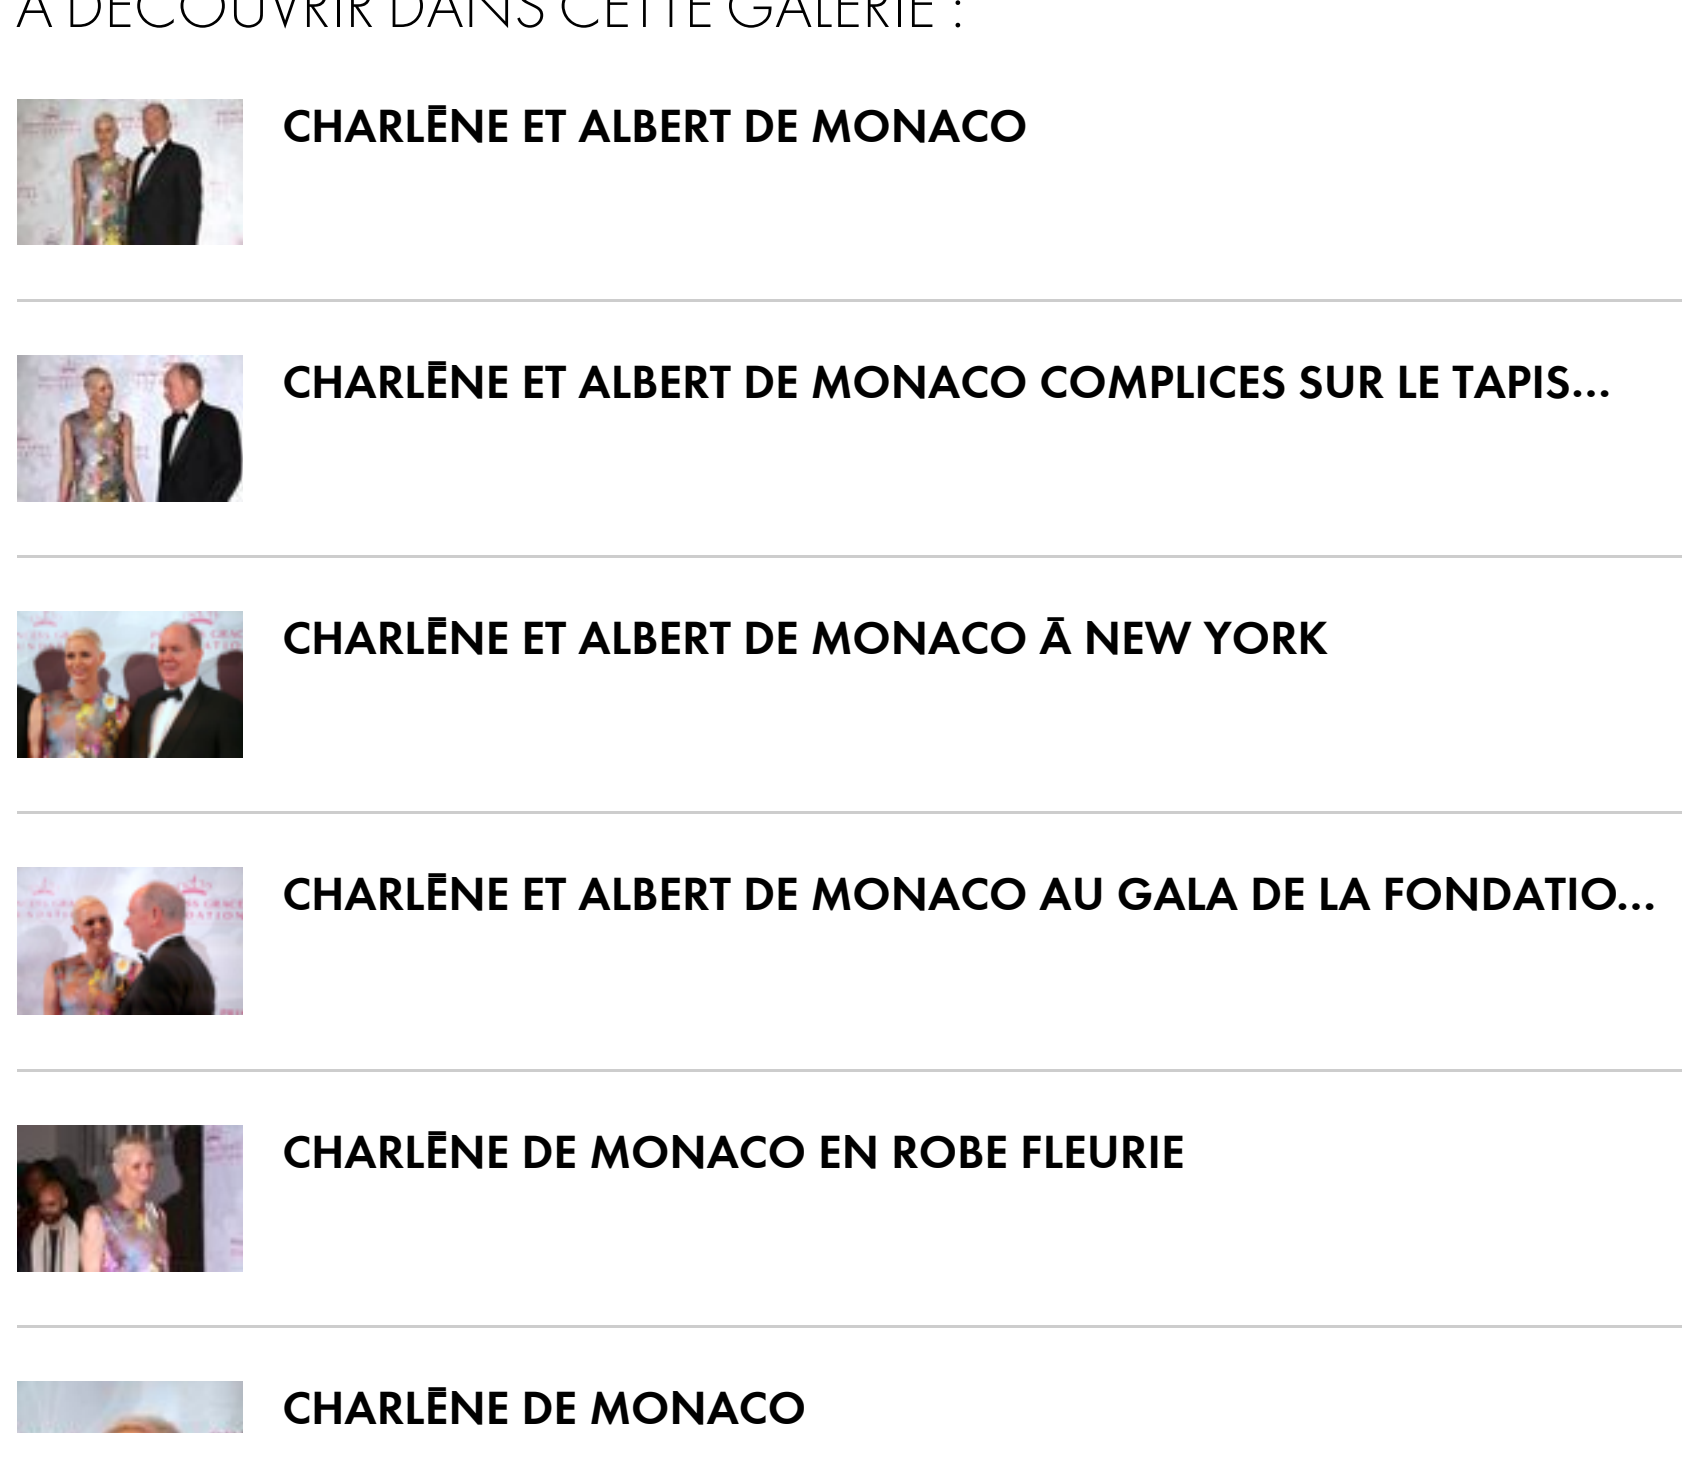 À DÉCOUVRIR DANS CETTE GALERIE :
CHARLĒNE ET ALBERT DE MONACO
CHARLĒNE ET ALBERT DE MONACO COMPLICES SUR LE TAPIS...
CHARLĒNE ET ALBERT DE MONACO Ā NEW YORK
CHARLĒNE ET ALBERT DE MONACO AU GALA DE LA FONDATIO...
CHARLĒNE DE MONACO EN ROBE FLEURIE
CHARLĒNE DE MONACO